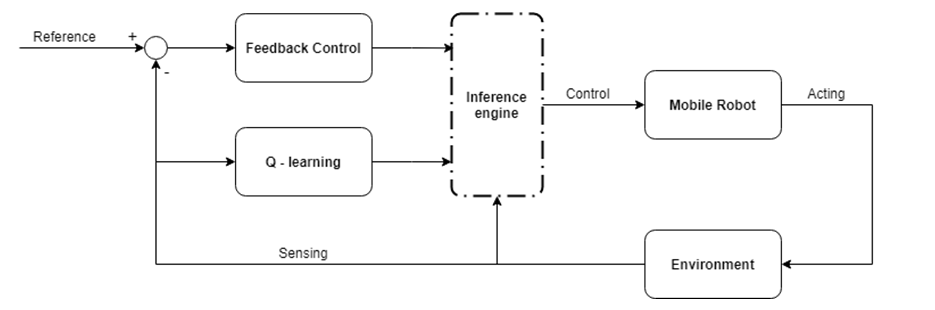 Reference
+
-
Feedback Control
Inference
engine
Control
Mobile Robot
Acting
Q - learning
Sensing
Environment